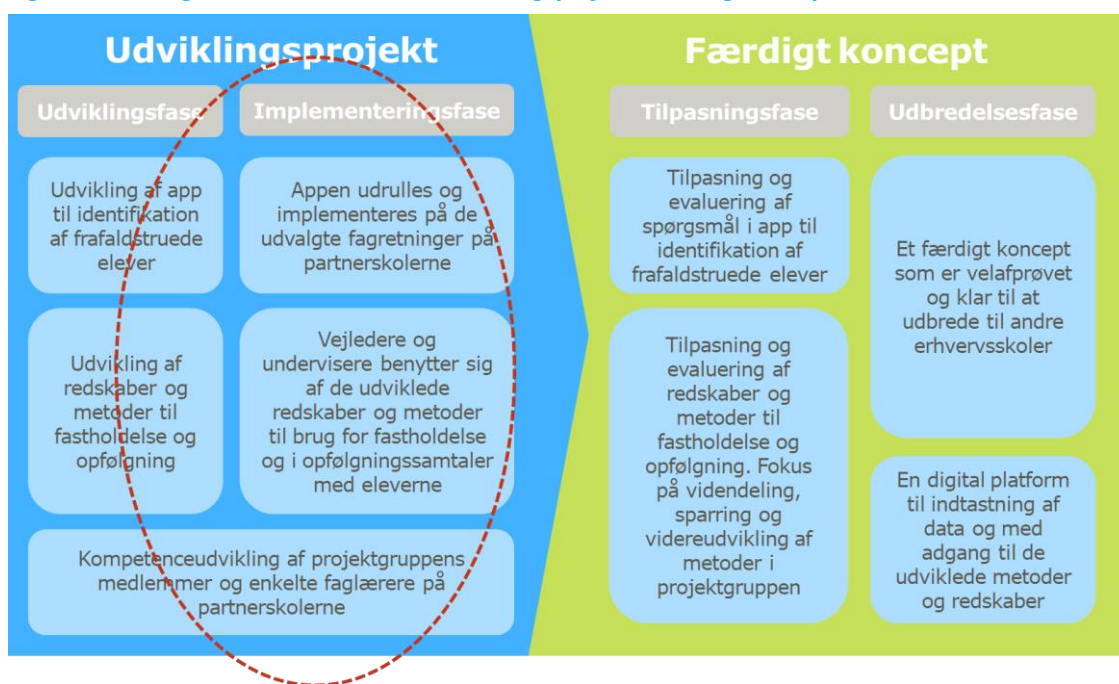 Udviklingsprojekt
Færdigt koncept
Udviklingsfase
Implementeringsfase
Tilpasningsfase
Udbredelsesfase
Udvikling af app
til identifikation
af frafaldstruede
elever
Appen udrulles og
implementeres på de
udvalgte fagretninger på
partnerskolerne
Udvikling af
redskaber og
metoder til
fastholdelse og
opfølgning
Vejledere og
undervisere benytter sig
af de udviklede
redskaber og metoder
til brug for fastholdelse
og i opfølgningssamtaler
med eleverne
Kompetenceudvikling af projektgruppens
medlemmer og enkelte faglærere på
partnerskolerne
Tilpasning og
evaluering af
spørgsmål i app til
identifikation af
frafaldstruede elever
Tilpasning og
evaluering af
redskaber og
metoder til
fastholdelse og
opfølgning. Fokus
på videndeling,
sparring og
videreudvikling af
metoder i
projektgruppen
Et færdigt koncept
som er velafprøvet
og klar til at
udbrede til andre
erhvervsskoler
En digital platform
til indtastning af
data og med
adgang til de
udviklede metoder
og redskaber